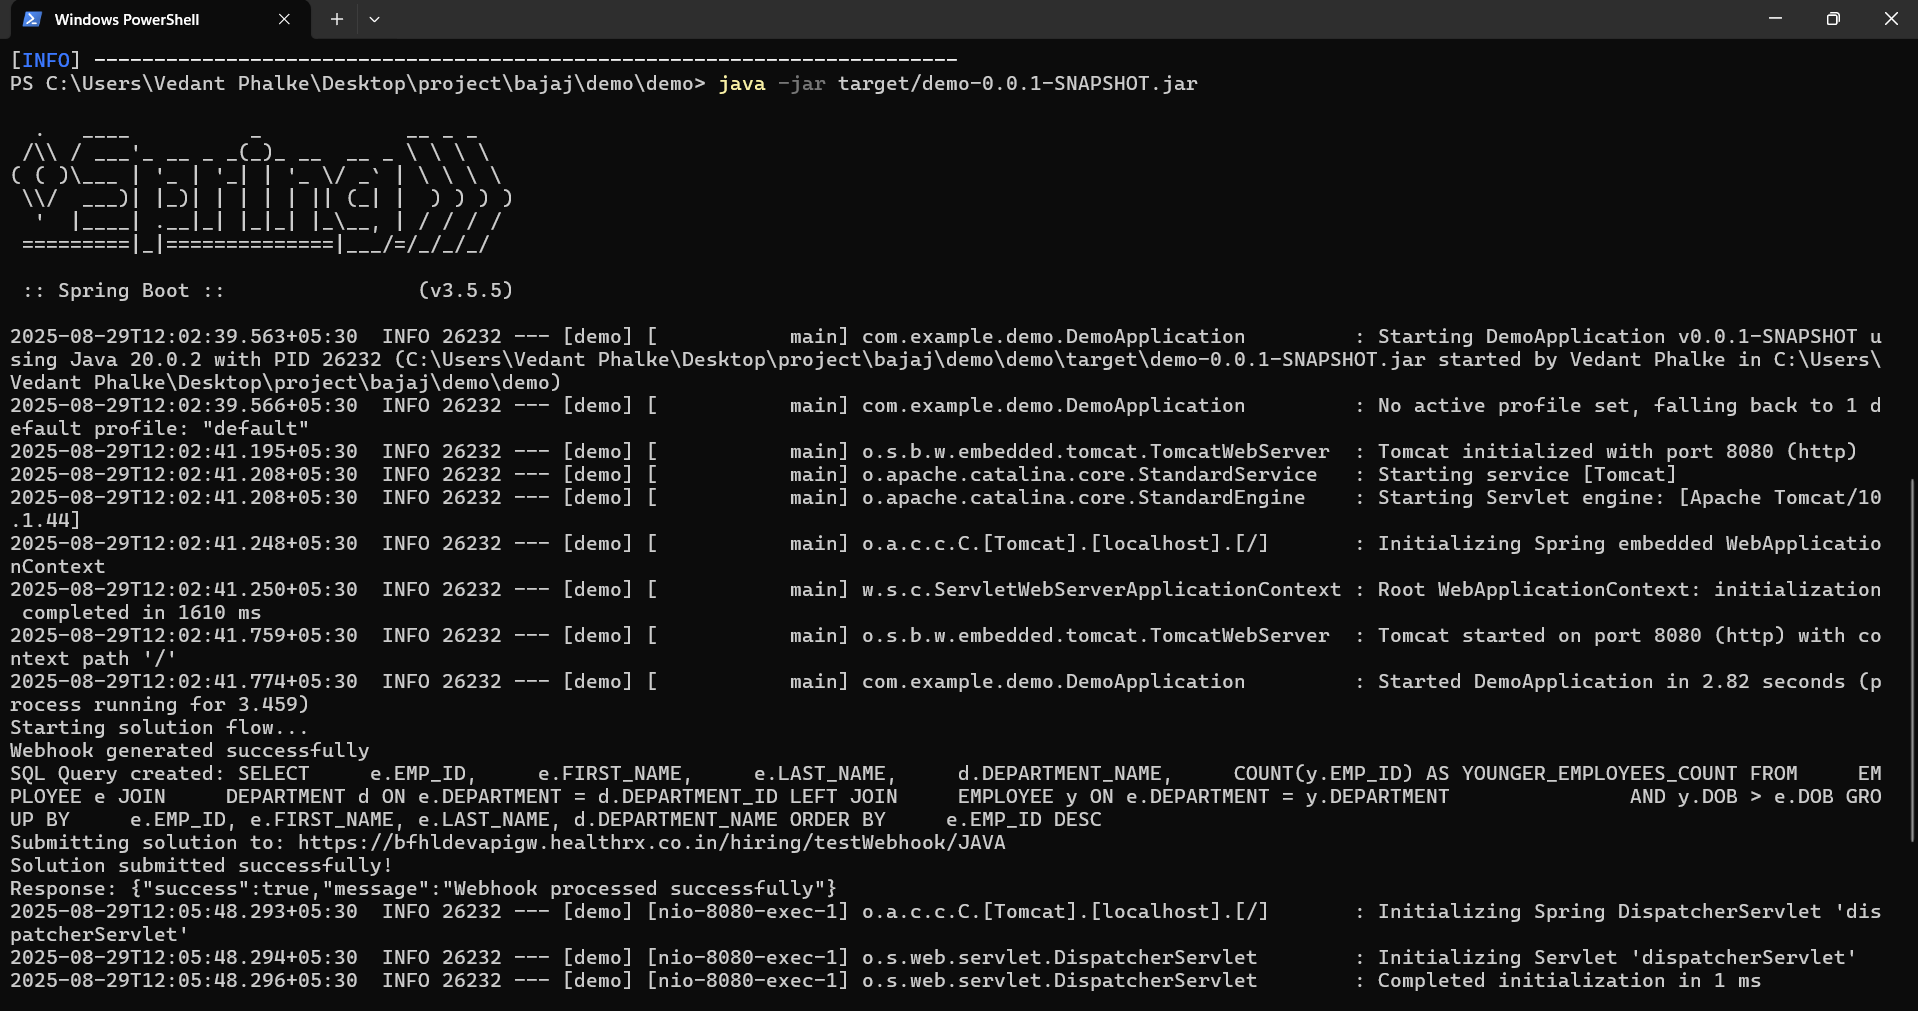 Windows PowerShell
[INFO] ------------------------------------------------------------------------
PS C:\Users\Vedant Phalke\Desktop\project\bajaj\demo\demo> java -jar target/demo-0.0.1-SNAPSHOT.jar
  .   ____          _            __ _ _
 /\\ / ___'_ __ _ _(_)_ __  __ _ \ \ \ \
( ( )\___ | '_ | '_| | '_ \/ _` | \ \ \ \
 \\/  ___)| |_)| | | | | || (_| |  ) ) ) )
  '  |____| .__|_| |_|_| |_\__, | / / / /
 =========|_|==============|___/=/_/_/_/
 :: Spring Boot ::                (v3.5.5)
2025-08-29T12:02:39.563+05:30  INFO 26232 --- [demo] [           main] com.example.demo.DemoApplication         : Starting DemoApplication v0.0.1-SNAPSHOT u
sing Java 20.0.2 with PID 26232 (C:\Users\Vedant Phalke\Desktop\project\bajaj\demo\demo\target\demo-0.0.1-SNAPSHOT.jar started by Vedant Phalke in C:\Users\
Vedant Phalke\Desktop\project\bajaj\demo\demo)
2025-08-29T12:02:39.566+05:30  INFO 26232 --- [demo] [           main] com.example.demo.DemoApplication         : No active profile set, falling back to 1 d
efault profile: "default"
2025-08-29T12:02:41.195+05:30  INFO 26232 --- [demo] [           main] o.s.b.w.embedded.tomcat.TomcatWebServer  : Tomcat initialized with port 8080 (http)
2025-08-29T12:02:41.208+05:30  INFO 26232 --- [demo] [           main] o.apache.catalina.core.StandardService   : Starting service [Tomcat]
2025-08-29T12:02:41.208+05:30  INFO 26232 --- [demo] [           main] o.apache.catalina.core.StandardEngine    : Starting Servlet engine: [Apache Tomcat/10
.1.44]
2025-08-29T12:02:41.248+05:30  INFO 26232 --- [demo] [           main] o.a.c.c.C.[Tomcat].[localhost].[/]       : Initializing Spring embedded WebApplicatio
nContext
2025-08-29T12:02:41.250+05:30  INFO 26232 --- [demo] [           main] w.s.c.ServletWebServerApplicationContext : Root WebApplicationContext: initialization
 completed in 1610 ms
2025-08-29T12:02:41.759+05:30  INFO 26232 --- [demo] [           main] o.s.b.w.embedded.tomcat.TomcatWebServer  : Tomcat started on port 8080 (http) with co
ntext path '/'
2025-08-29T12:02:41.774+05:30  INFO 26232 --- [demo] [           main] com.example.demo.DemoApplication         : Started DemoApplication in 2.82 seconds (p
rocess running for 3.459)
Starting solution flow...
Webhook generated successfully
SQL Query created: SELECT     e.EMP_ID,     e.FIRST_NAME,     e.LAST_NAME,     d.DEPARTMENT_NAME,     COUNT(y.EMP_ID) AS YOUNGER_EMPLOYEES_COUNT FROM     EM
PLOYEE e JOIN     DEPARTMENT d ON e.DEPARTMENT = d.DEPARTMENT_ID LEFT JOIN     EMPLOYEE y ON e.DEPARTMENT = y.DEPARTMENT               AND y.DOB > e.DOB GRO
UP BY     e.EMP_ID, e.FIRST_NAME, e.LAST_NAME, d.DEPARTMENT_NAME ORDER BY     e.EMP_ID DESC
Submitting solution to: https://bfhldevapigw.healthrx.co.in/hiring/testWebhook/JAVA
Solution submitted successfully!
Response: {"success":true,"message":"Webhook processed successfully"}
2025-08-29T12:05:48.293+05:30  INFO 26232 --- [demo] [nio-8080-exec-1] o.a.c.c.C.[Tomcat].[localhost].[/]       : Initializing Spring DispatcherServlet 'dis
patcherServlet'
2025-08-29T12:05:48.294+05:30  INFO 26232 --- [demo] [nio-8080-exec-1] o.s.web.servlet.DispatcherServlet        : Initializing Servlet 'dispatcherServlet'
2025-08-29T12:05:48.296+05:30  INFO 26232 --- [demo] [nio-8080-exec-1] o.s.web.servlet.DispatcherServlet        : Completed initialization in 1 ms